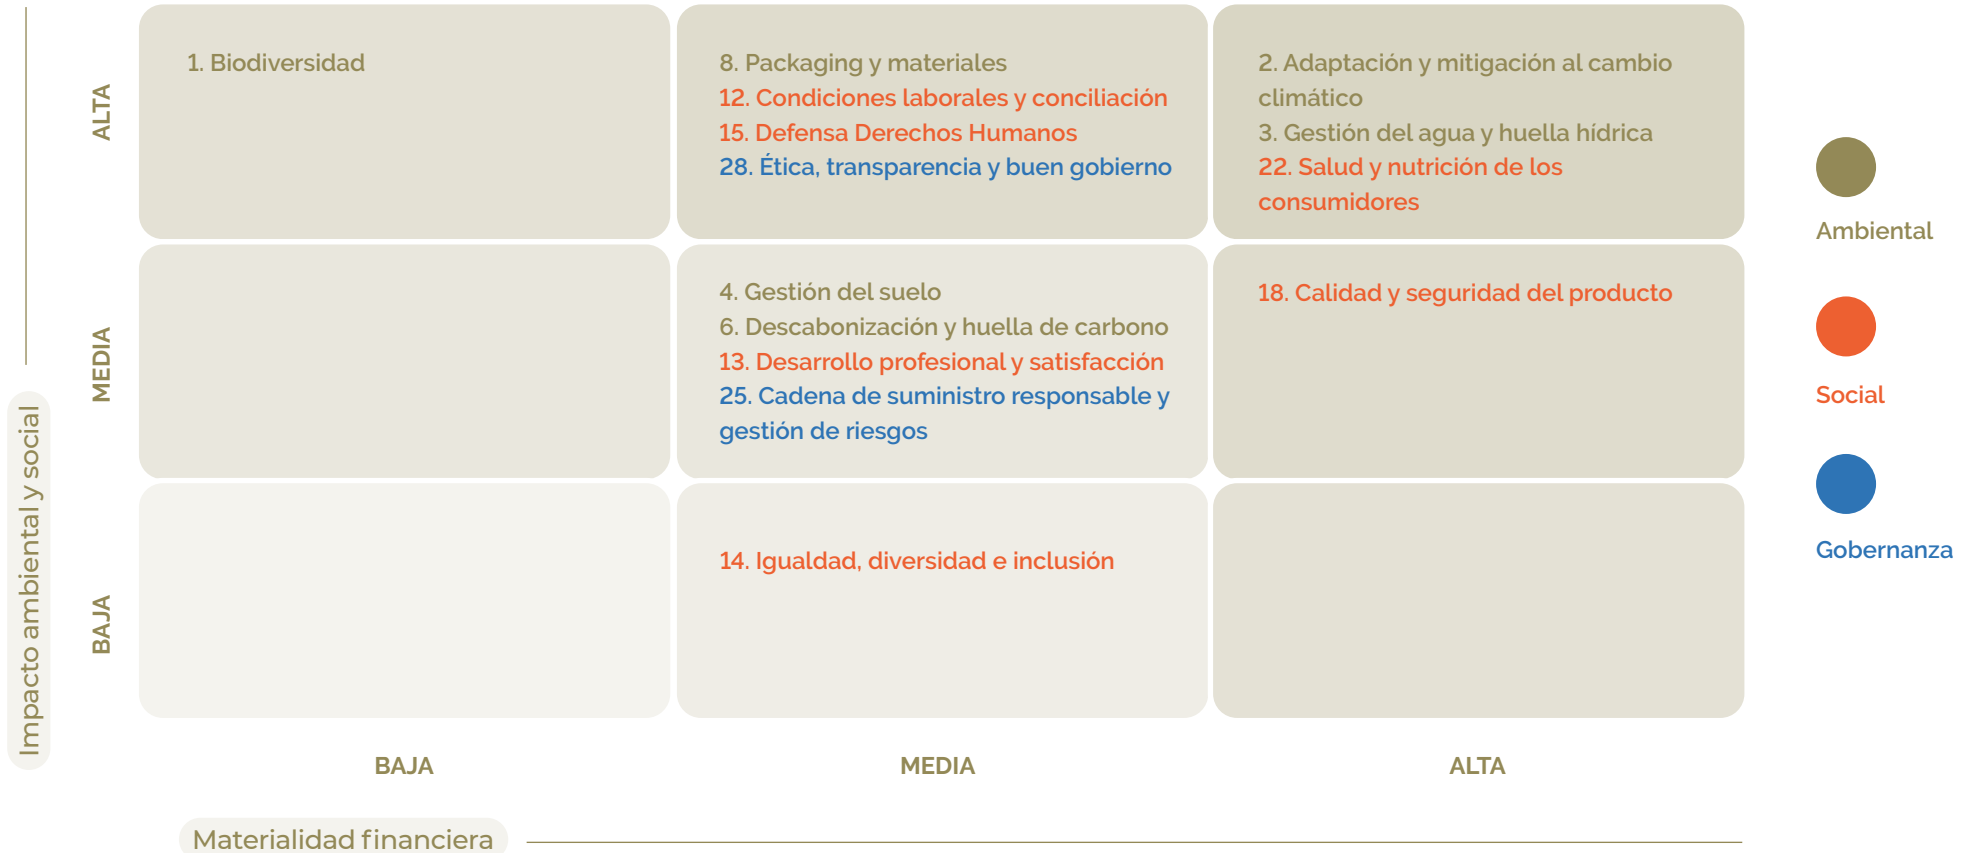 Impacto ambiental y social
ALTA
1. Biodiversidad
8. Packaging y materiales
12. Condiciones laborales y conciliación
15. Defensa Derechos Humanos
28. Ética, transparencia y buen gobierno
2. Adaptación y mitigación al cambio
climático
3. Gestión del agua y huella hídrica
22. Salud y nutrición de los
consumidores
MEDIA
4. Gestión del suelo
6. Descabonización y huella de carbono
13. Desarrollo profesional y satisfacción
25. Cadena de suministro responsable y
gestión de riesgos
18. Calidad y seguridad del producto
BAJA
14. Igualdad, diversidad e inclusión
BAJA
MEDIA
ALTA
Materialidad financiera
Ambiental
Social
Gobernanza